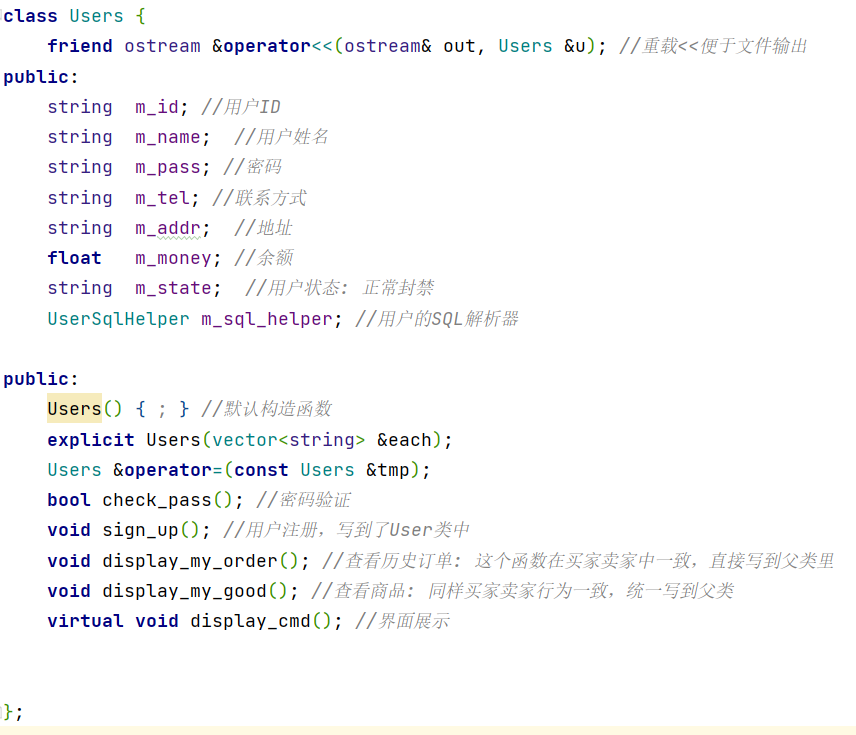 class Users {
friend ostream &operator<<(ostream& out, Users &u); //重载<<便于文件输出
public:
string  m_id; //用户ID
string  m_name;  //用户姓名
string  m_pass; //密码
string  m_tel; //联系方式
string  m_addr;  //地址
float   m_money; //余额
string  m_state;  //用户状态: 正常封禁
UserSqlHelper m_sql_helper; //用户的SQL解析器
public:
Users() { ; } //默认构造函数
explicit Users(vector<string> &each);
Users &operator=(const Users &tmp);
bool check_pass(); //密码验证
void sign_up(); //用户注册，写到了User类中
void display_my_order(); //查看历史订单: 这个函数在买家卖家中一致，直接写到父类里
void display_my_good(); //查看商品: 同样买家卖家行为一致，统一写到父类
virtual void display_cmd(); //界面展示
};